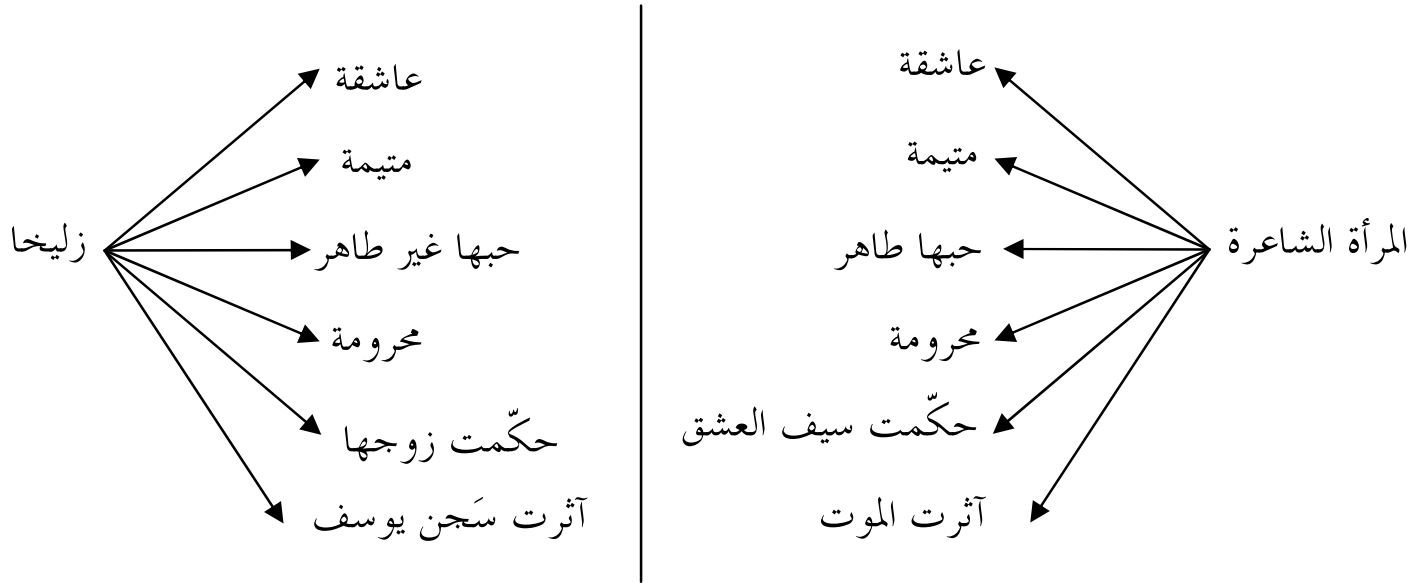 المرأة الشاعرة
عاشقة
متيمة
حبها طاهر
محرومة
حكّمت سيف العشق
آثرت الموت
زليخا
عاشقة
متيمة
حبها غير طاهر
محرومة
حكّمت زوجها
آثرت سَجن يوسف